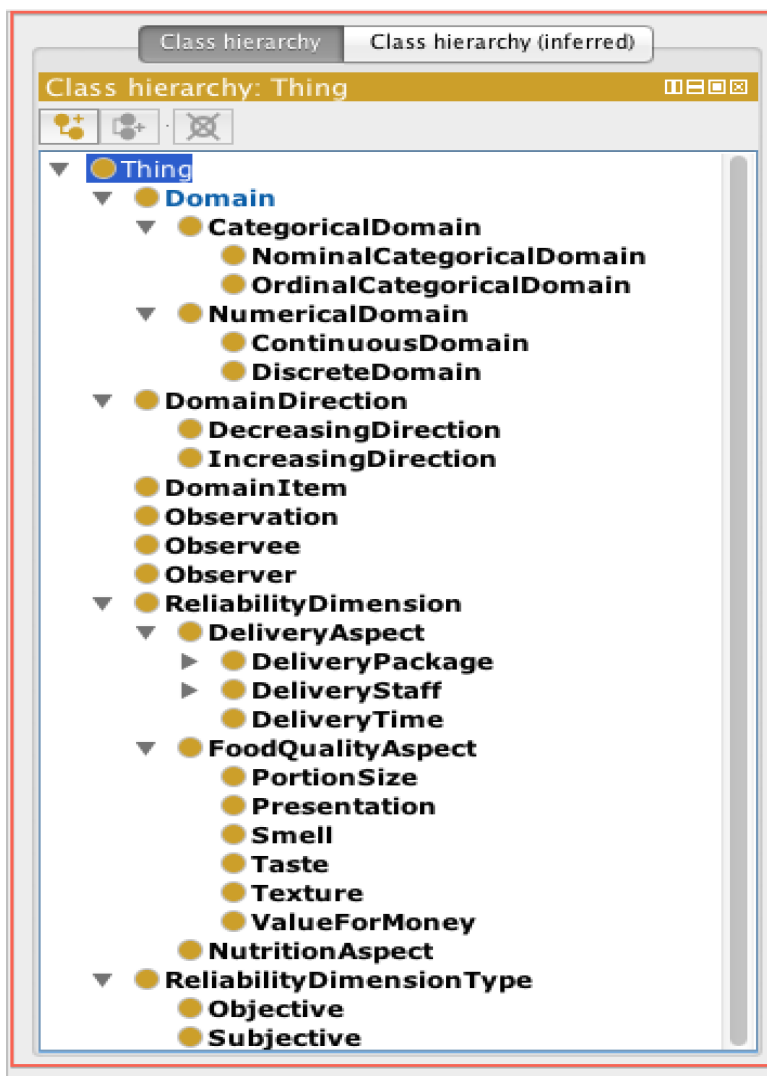 Class hierarchy Class hierarchy (inferred)
Class hierarchy: Thing
Thing
Domain
CategoricalDomain
NominalCategoricalDomain
OrdinalCategoricalDomain
NumericalDomain
ContinuousDomain
DiscreteDomain
DomainDirection
DecreasingDirection
IncreasingDirection
DomainItem
Observation
Observee
Observer
ReliabilityDimension
DeliveryAspect
DeliveryPackage
DeliveryStaff
DeliveryTime
FoodQualityAspect
PortionSize
Presentation
Smell
Taste
Texture
ValueForMoney
NutritionAspect
ReliabilityDimensionType
Objective
Subjective